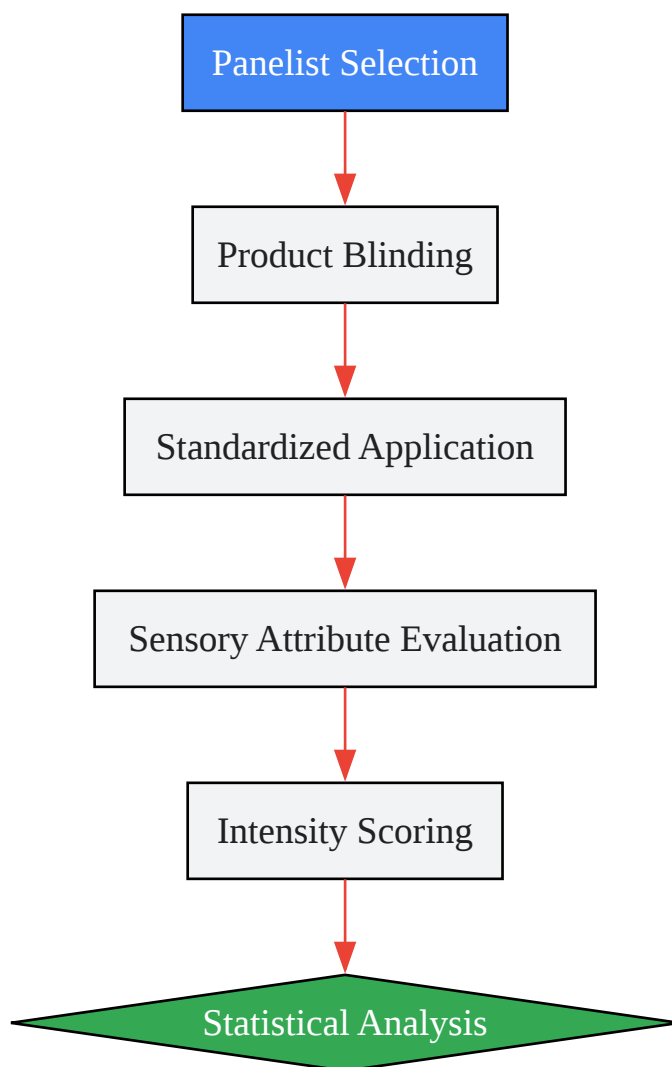 Panelist Selection
Product Blinding
Standardized Application
Sensory Attribute Evaluation
Intensity Scoring
Statistical Analysis